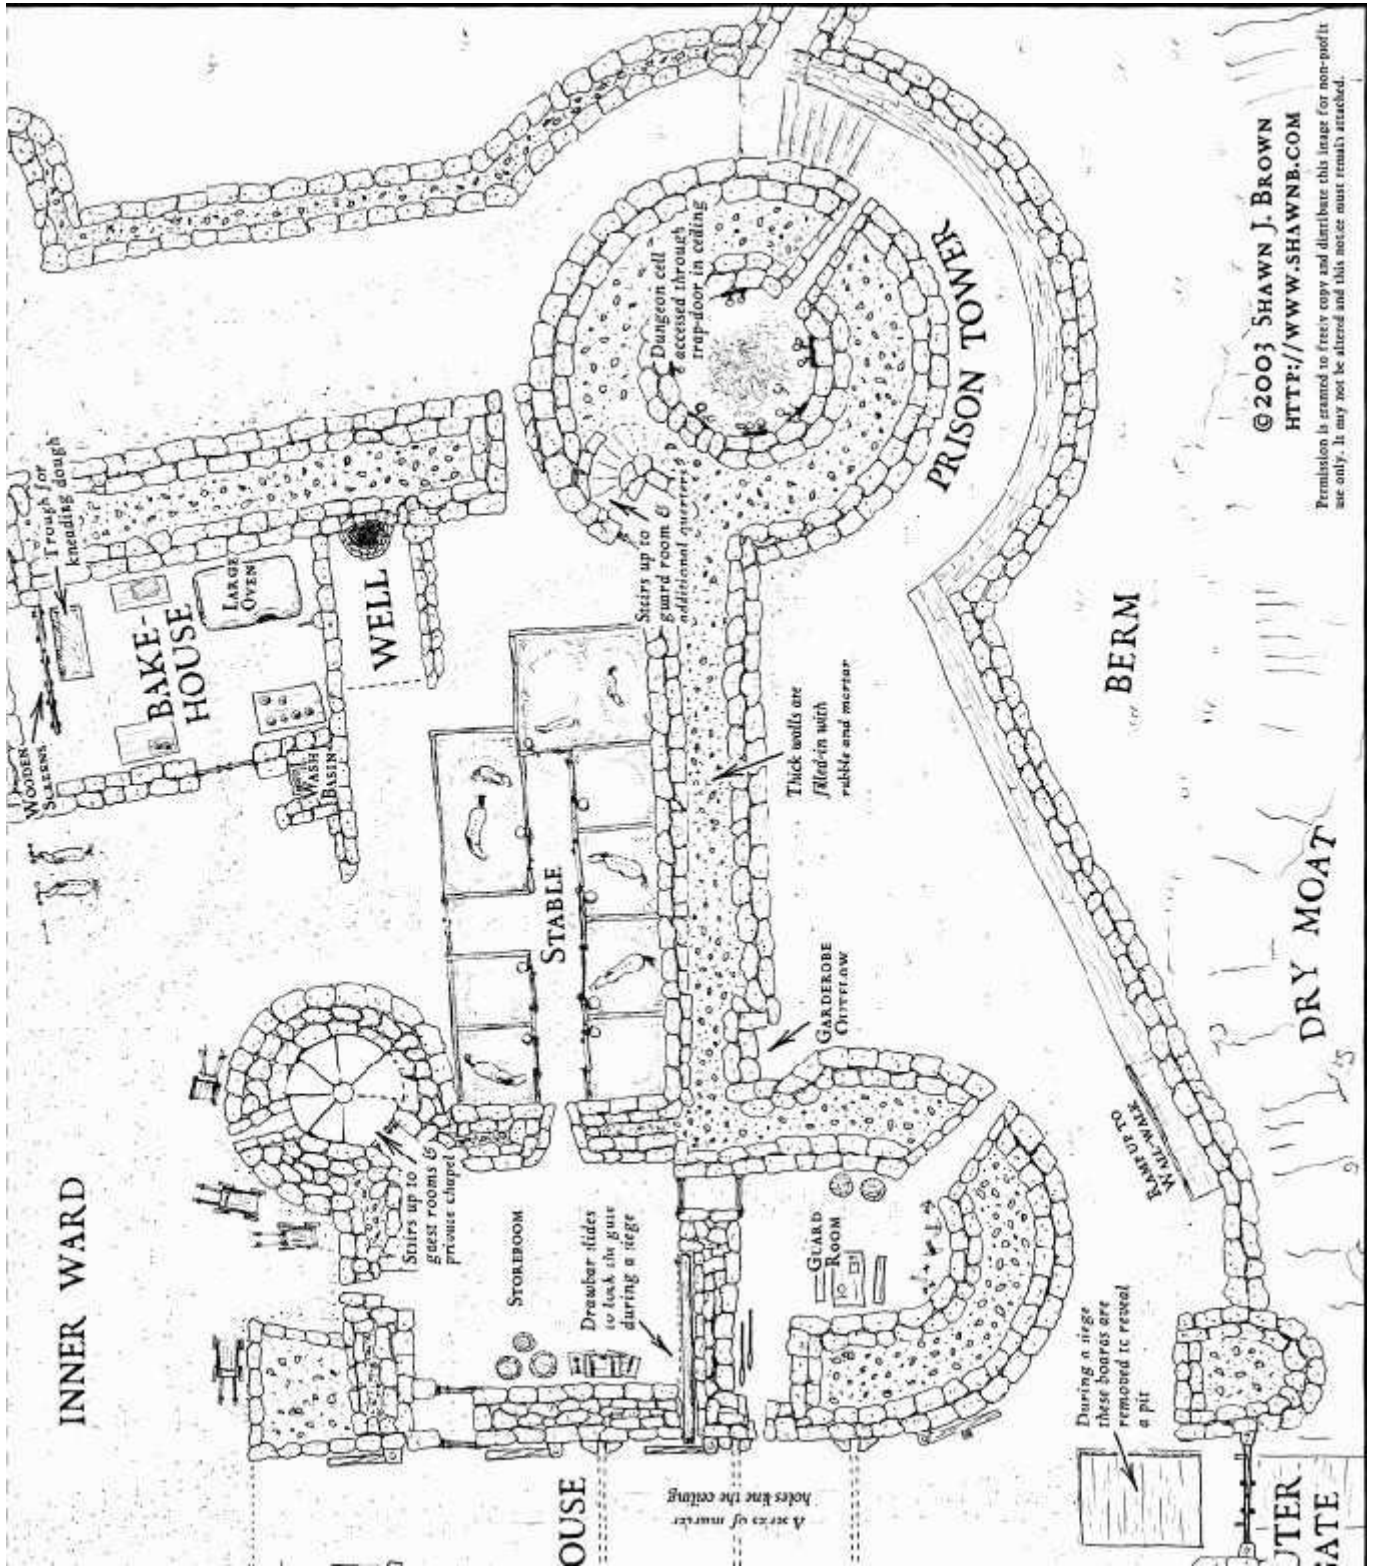 ©2003 SHAWN J. BROWN
HTTP://WWW.SHAWNB.COM
Permission is granted to freely copy and distribute this image for non-profit
use only. It may not be altered and this notice must remain attached.
Trough for
kneading dough
LARGE
OVEN
BAKE-
HOUSE
WOODEN
SCREENS
WASH
BASIN
WELL
Dungeon cell
accessed through
trap-door in ceiling
PRISON TOWER
Stairs up to
guard room &
additional quarters
Thick walls are
filled-in with
rubble and mortar
BERM
STABLE
GARDEROBE
OUTFLOW
DRY MOAT
INNER WARD
Stairs up to
guest rooms &
private chapel
STOREROOM
Drawbar slides
to lock the gate
during a siege
GUARD
ROOM
RAMP UP TO
WALL-WALK
During a siege
these boards are
removed to reveal
a pit
OUSE
A series of murder
holes line the ceiling
UTER
GATE